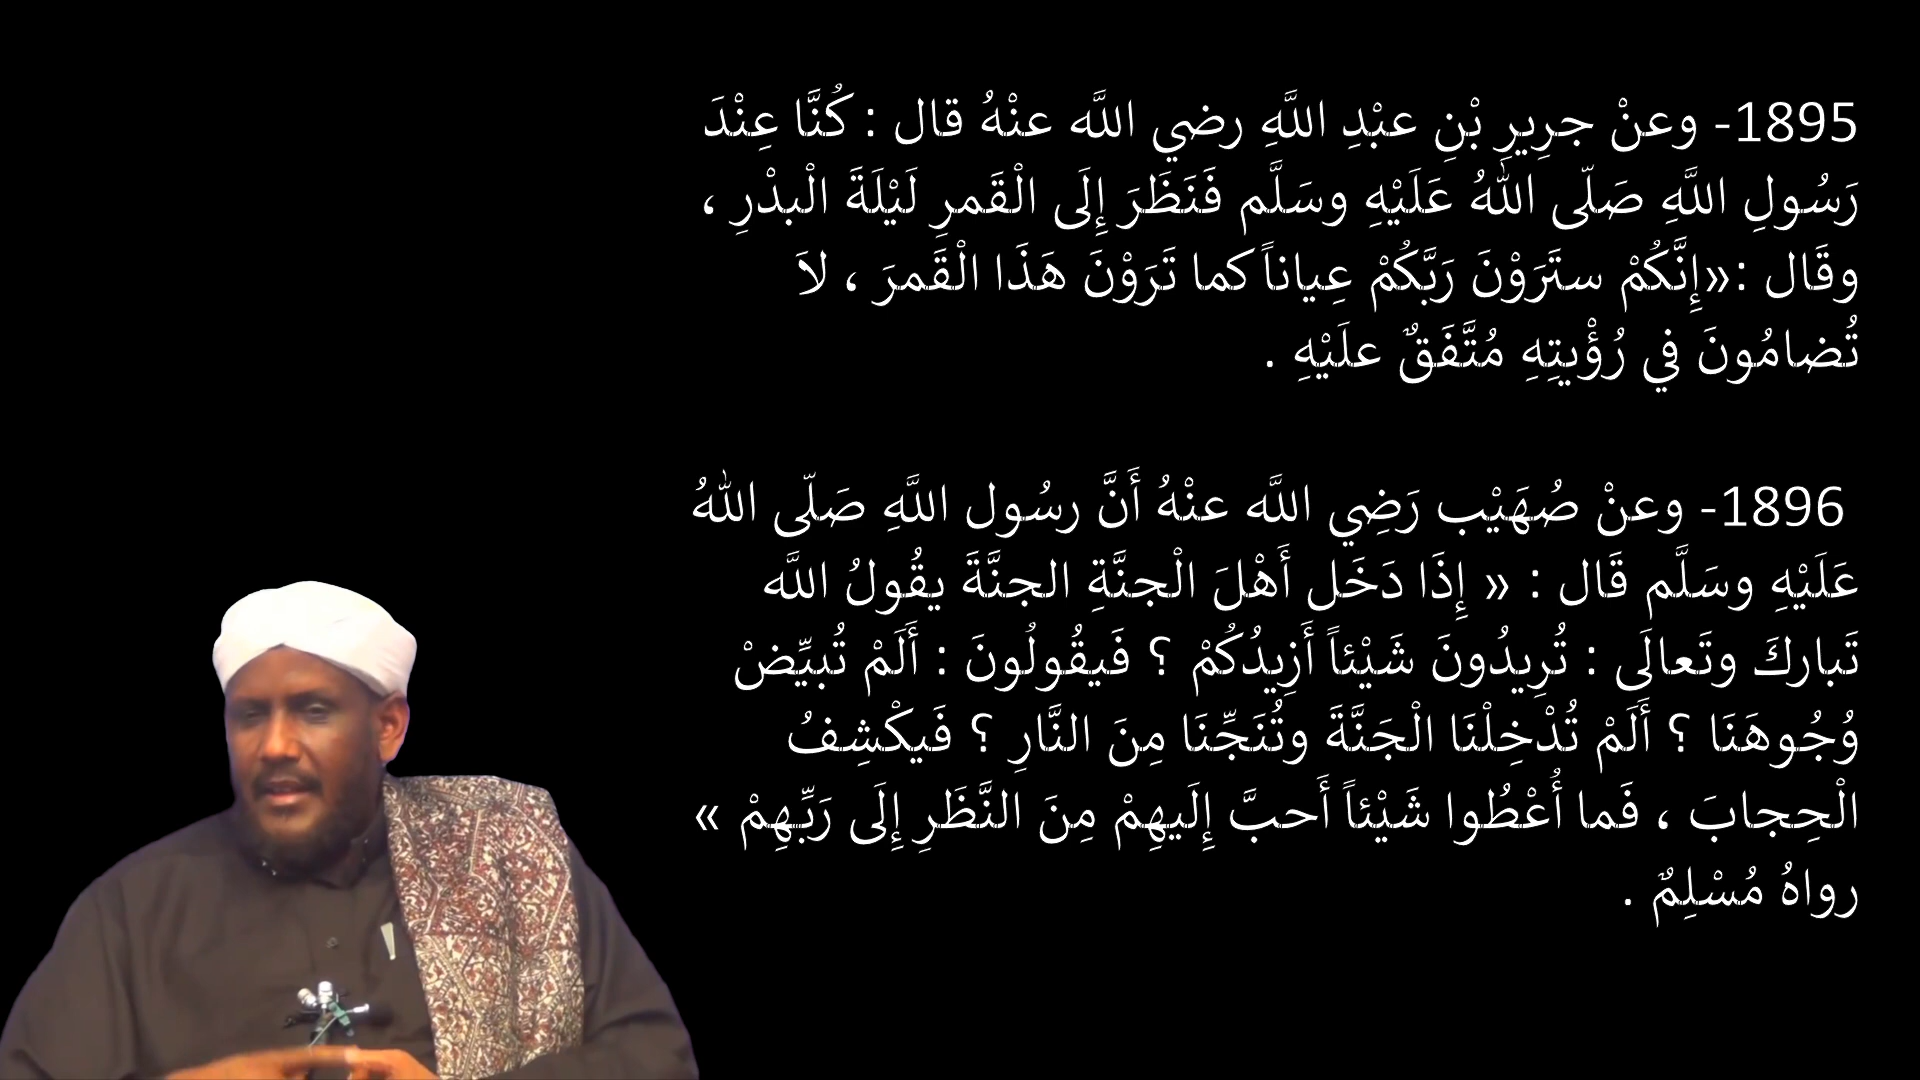 1895- وعنْ جرِيرِ بْنِ عبْدِ اللَّهِ رضي اللَّه عنْهُ قال : كُنَّا عِنْدَ
رَسُولِ اللَّهِ صَلّى اللهُ عَلَيْهِ وسَلَّم فَنَظَرَ إِلَى الْقَمرِ لَيْلَةَ الْبدْرِ ،
وقَال :«إِنَّكُمْ ستَرَوْنَ رَبَّكُمْ عِياناً كما تَرَوْنَ هَذَا الْقَمرَ ، لاَ
تُضامُونَ في رُؤْيتِهِ مُتَّفَقٌ علَيْهِ .
1896- وعنْ صُهَيْب رَضِي اللَّه عنْهُ أَنَّ رسُول اللَّهِ صَلّى اللهُ
عَلَيْهِ وسَلَّم قَال : « إِذَا دَخَل أَهْلَ الْجنَّةِ الجنَّةَ يقُولُ اللَّه
تَباركَ وتَعالَى : تُرِيدُونَ شَيْئاً أَزِيدُكُمْ ؟ فَيقُولُونَ : أَلَمْ تُبيِّضْ
وُجُوهَنَا ؟ أَلَمْ تُدْخِلْنَا الْجَنَّةَ وتُنَجِّنَا مِنَ النَّارِ ؟ فَيكْشِفُ
الْحِجابَ ، فَما أُعْطُوا شَيْئاً أَحبَّ إِلَيهِمْ مِنَ النَّظَرِ إِلَى رَبِّهِمْ »
رواهُ مُسْلِمٌ .